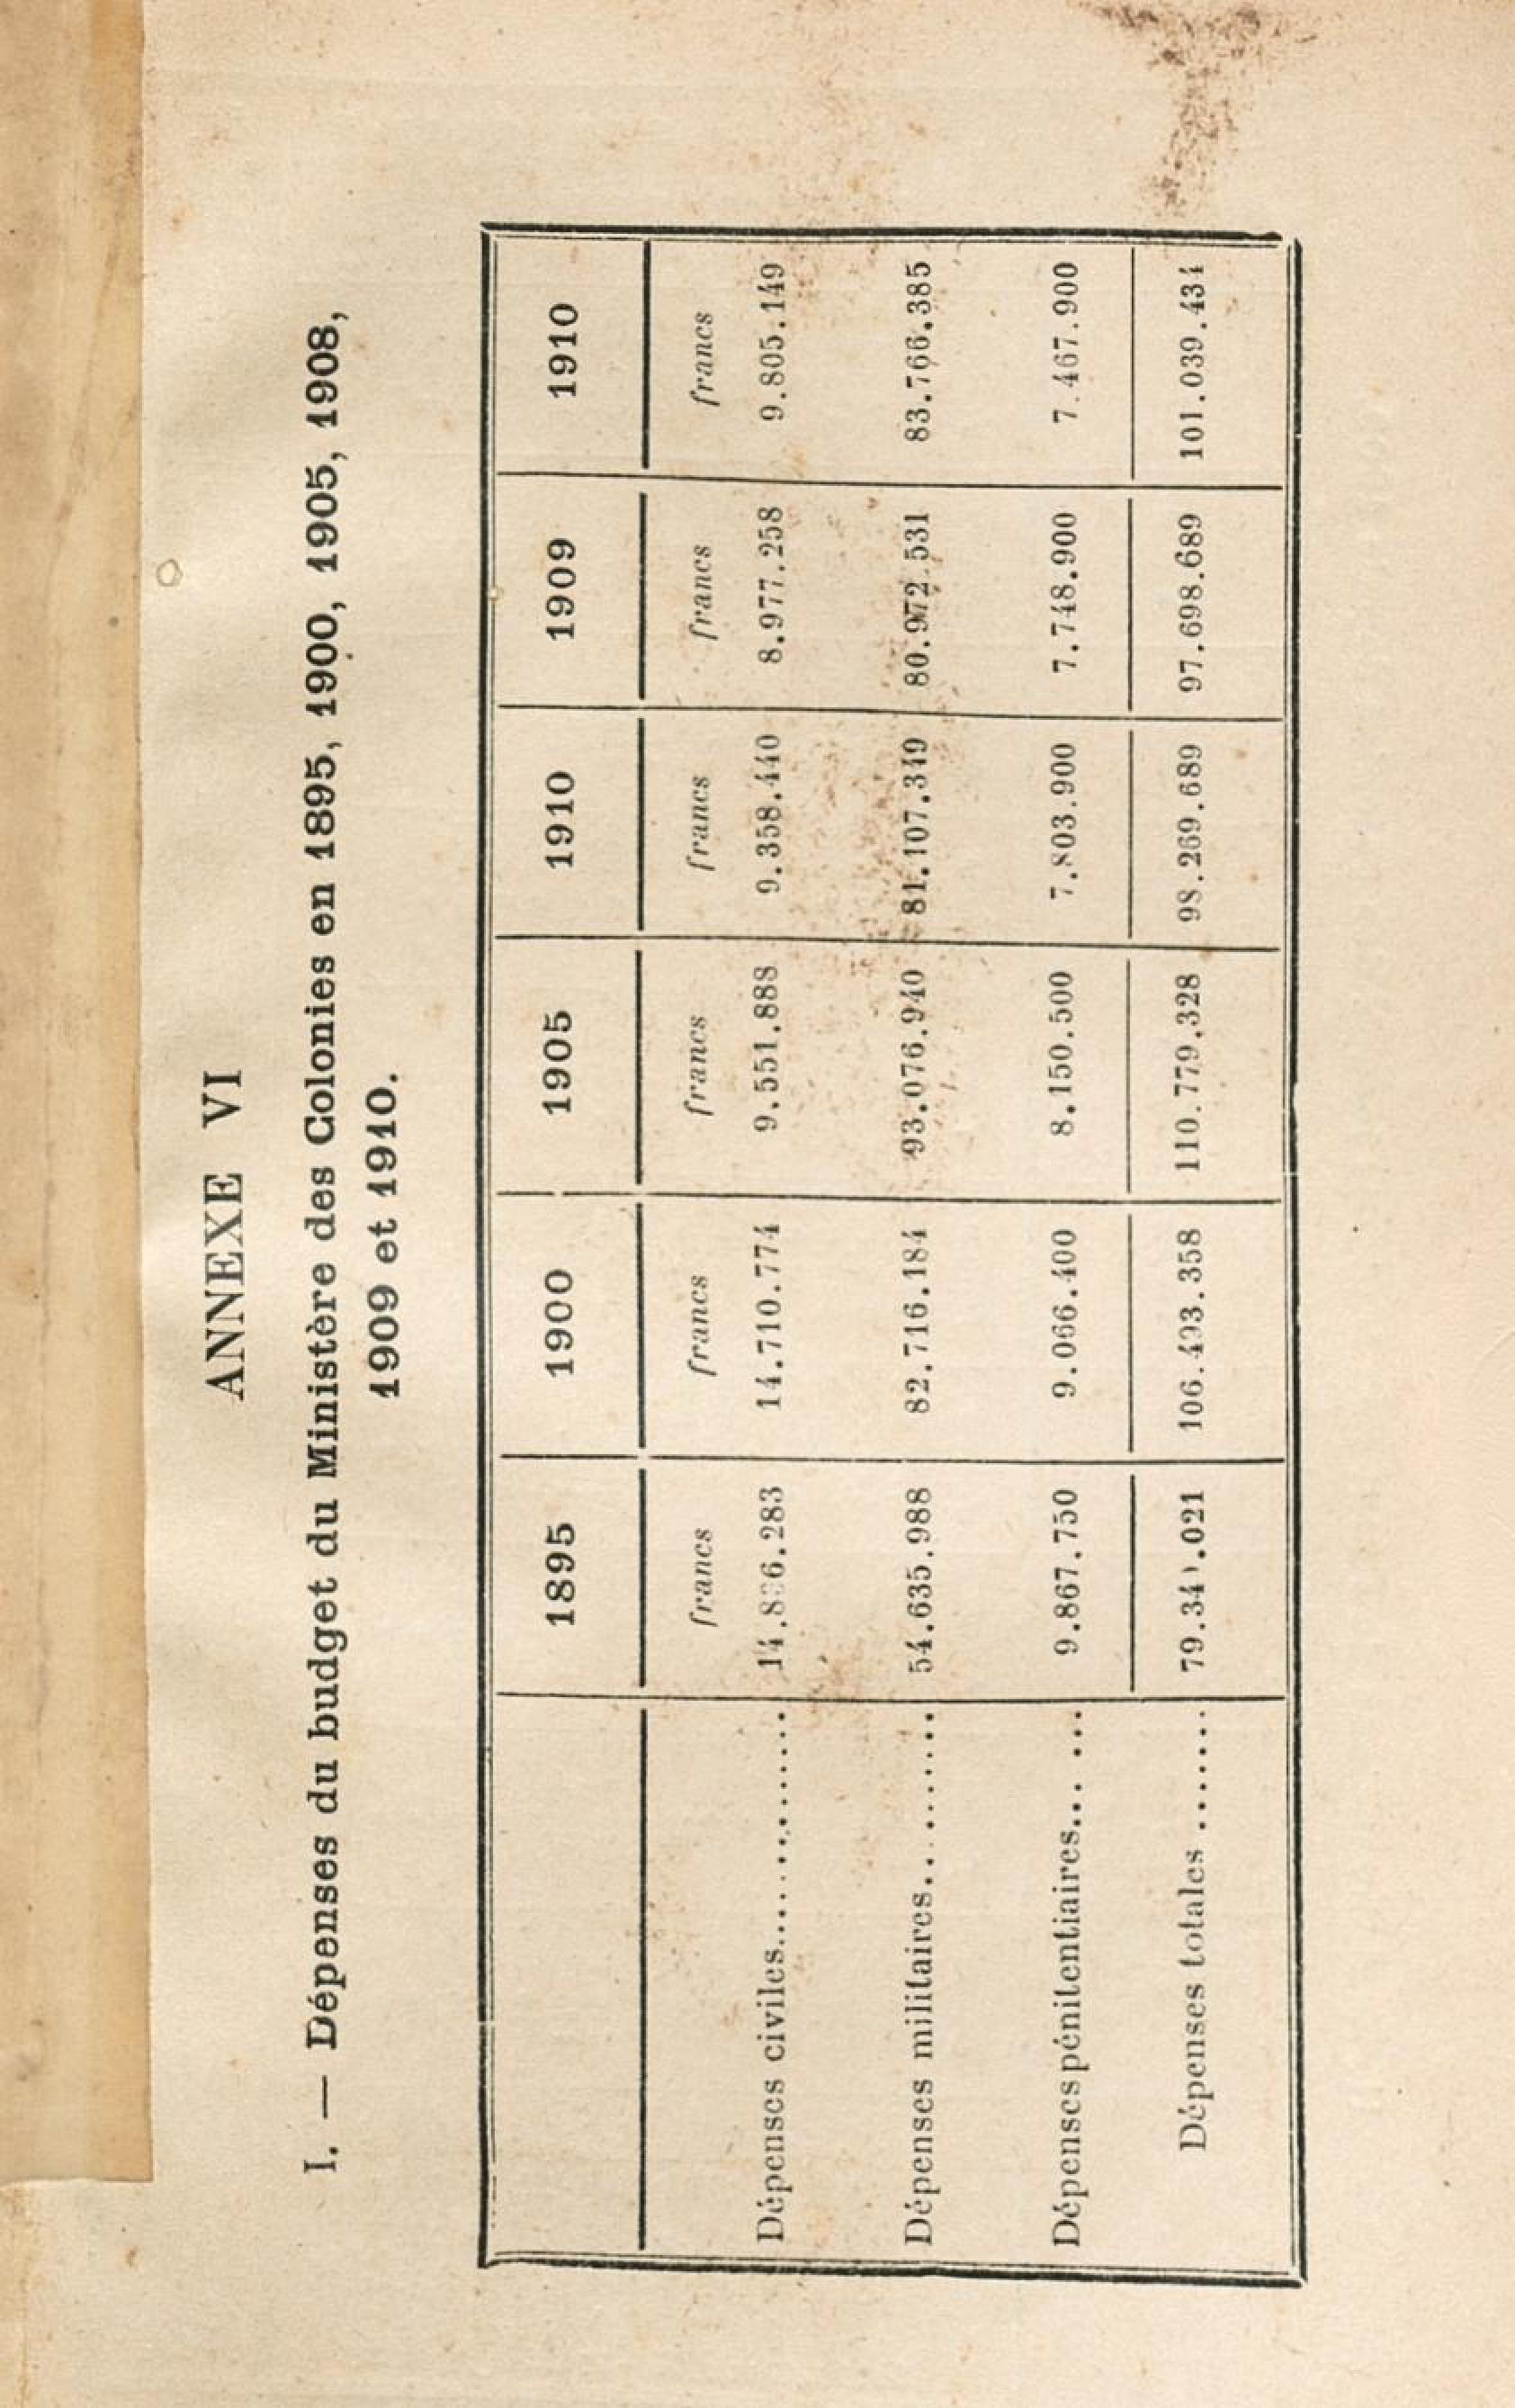 ANNEXE VI
I. — Dépenses du budget du Ministère des Colonies en 1895, 1900, 1905, 1908,
1909 et 1910.
1895 1900 1905 1910 1909 1910
francs francs francs francs francs francs
Dépenses civiles................ 14.710.774 9.551.888 9.358.440 8.977.258 9.805.149
Dépenses militaires.......... 54.635.988 82.716.184 93.076.940 81.107.349 80.972.531 83.766.385
Dépenses pénitentiaires... ... 9.867.750 9.066.400 8.150.500 7.803.900 7.748.900 7.467.900
Dépenses totales ....... 106.493.358 110.779.328 98.269.689 97.698.689 101.039.434